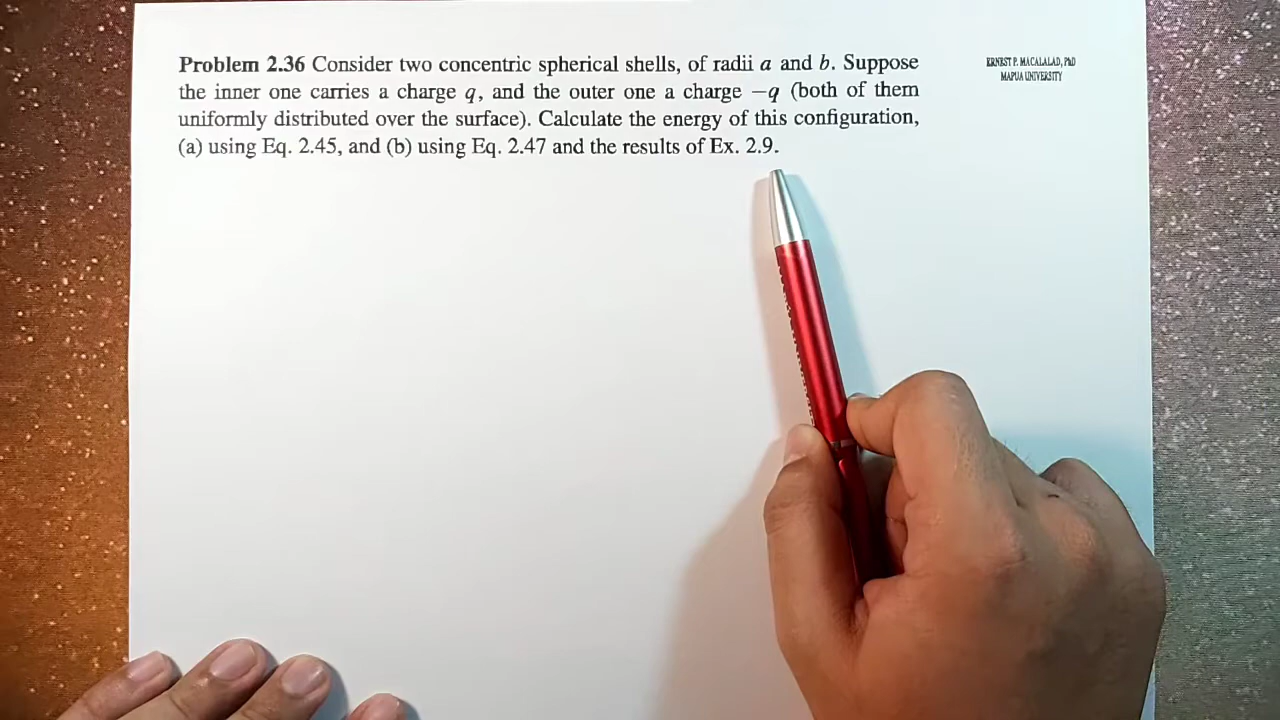 Problem 2.36 Consider two concentric spherical shells, of radii a and b. Suppose
the inner one carries a charge q, and the outer one a charge −q (both of them
uniformly distributed over the surface). Calculate the energy of this configuration,
(a) using Eq. 2.45, and (b) using Eq. 2.47 and the results of Ex. 2.9.
ERNEST P. MACALALAD, PhD
MAPUA UNIVERSITY